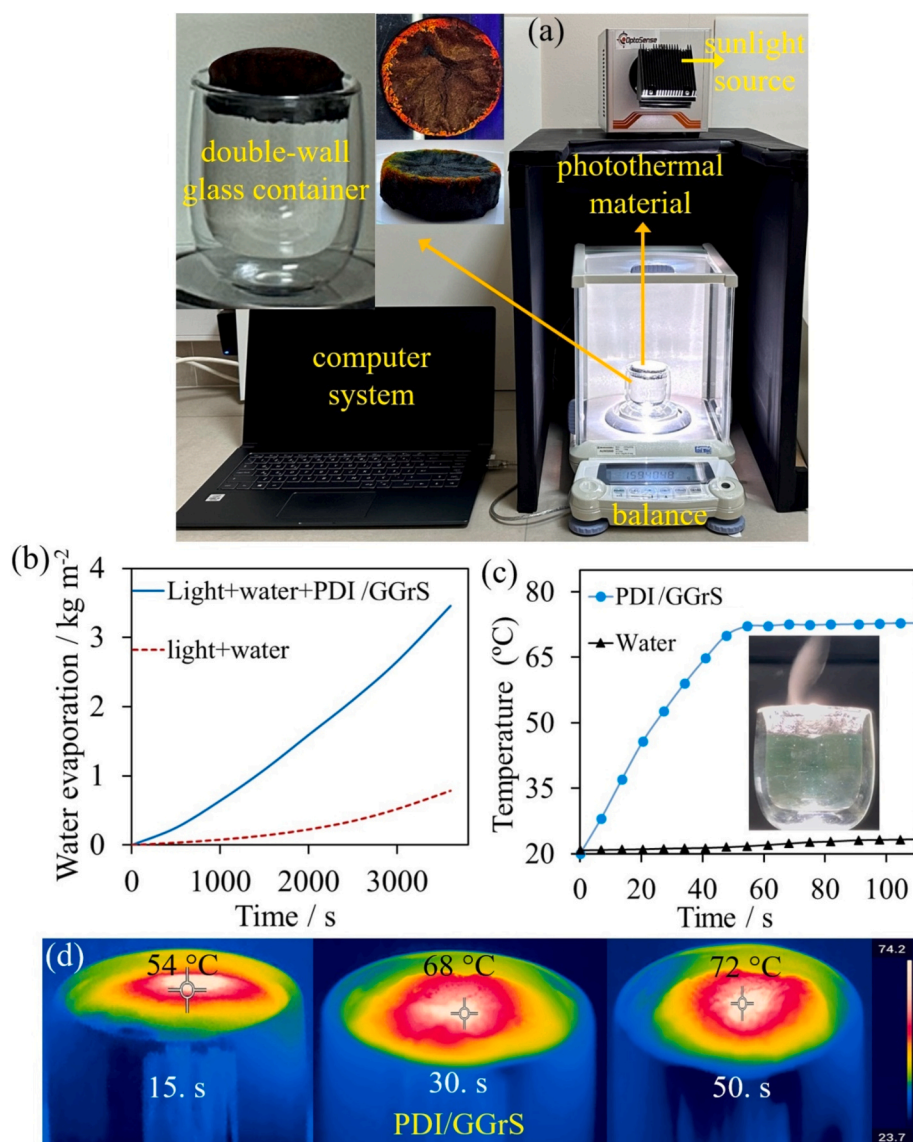 (a)
OptoSense
sunlight
source
double-wall
glass container
photothermal
material
computer
system
balance
(b)
Water evaporation / kg m⁻²
4
3
2
1
0
Light+water+PDI/GGrS
light+water
0 1000 2000 3000
Time / s
(c)
Temperature (ºC)
80
65
50
35
20
PDI/GGrS
Water
0 20 40 60 80 100
Time / s
(d)
54 °C
68 °C
72 °C
74.2
15. s
30. s
50. s
PDI/GGrS
23.7